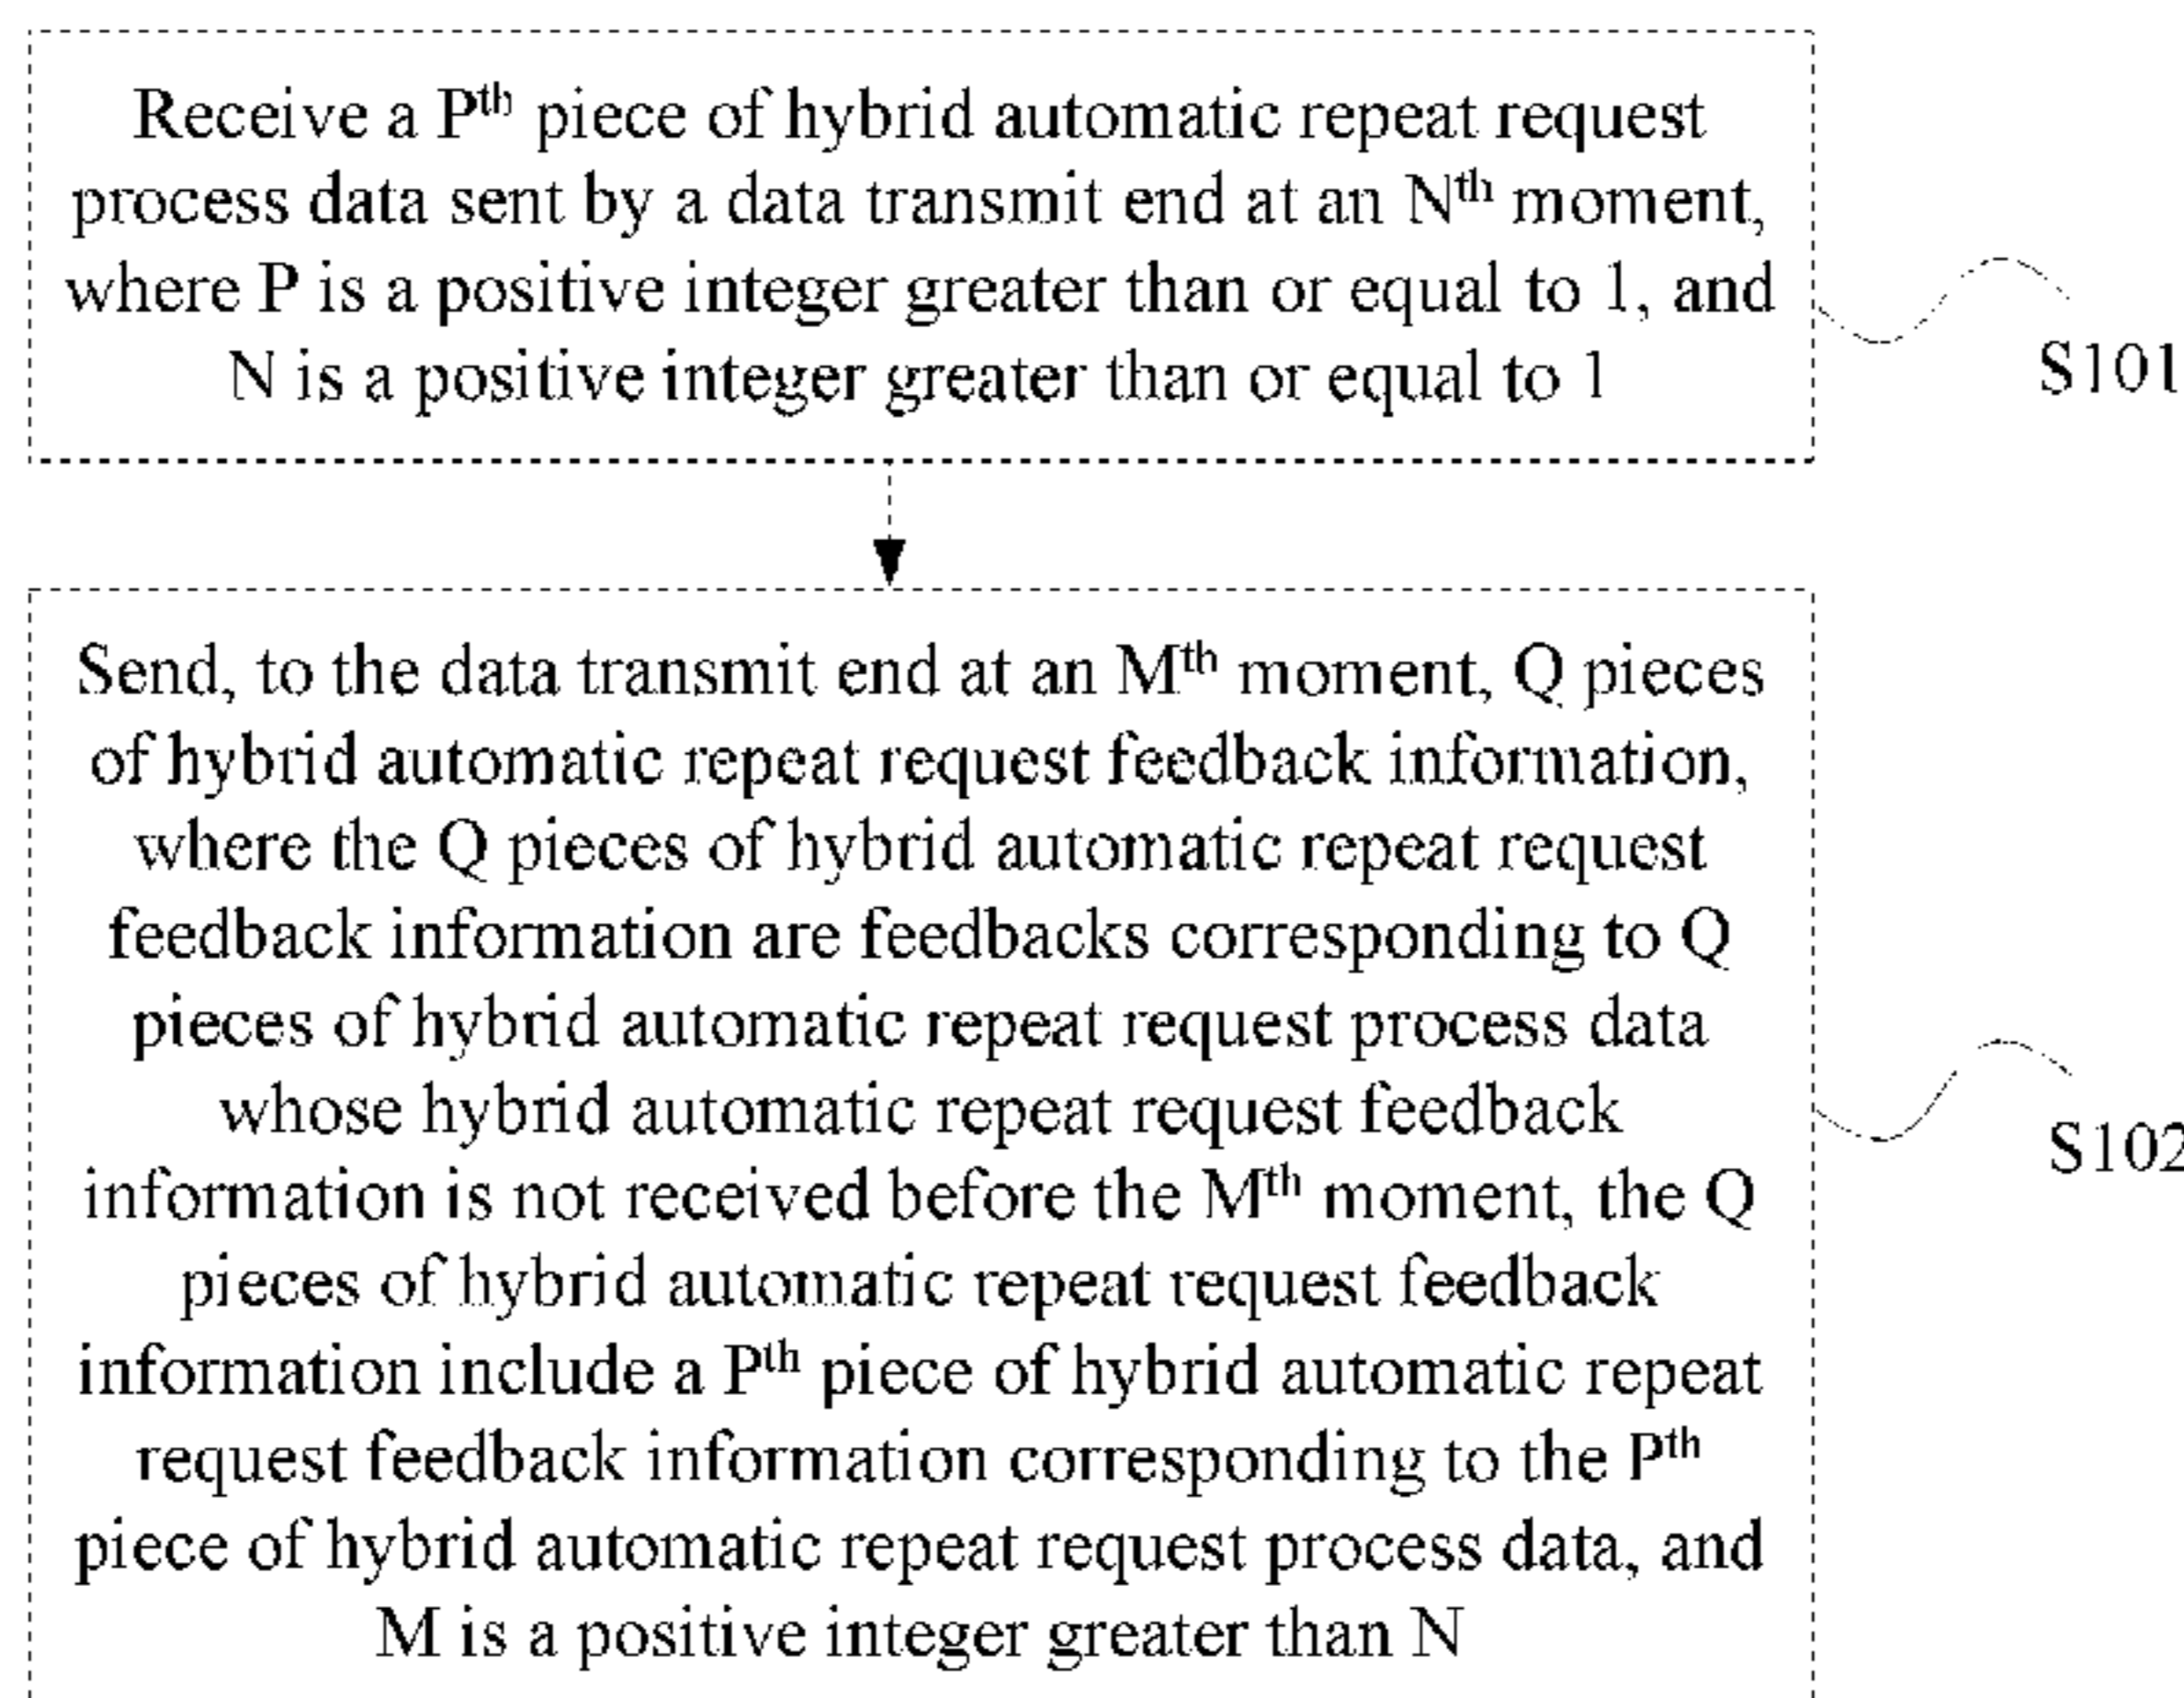 Receive a Pth piece of hybrid automatic repeat request
process data sent by a data transmit end at an Nth moment,
where P is a positive integer greater than or equal to 1, and
N is a positive integer greater than or equal to 1
S101
Send, to the data transmit end at an Mth moment, Q pieces
of hybrid automatic repeat request feedback information,
where the Q pieces of hybrid automatic repeat request
feedback information are feedbacks corresponding to Q
pieces of hybrid automatic repeat request process data
whose hybrid automatic repeat request feedback
information is not received before the Mth moment, the Q
pieces of hybrid automatic repeat request feedback
information include a Pth piece of hybrid automatic repeat
request feedback information corresponding to the Pth
piece of hybrid automatic repeat request process data, and
M is a positive integer greater than N
S102